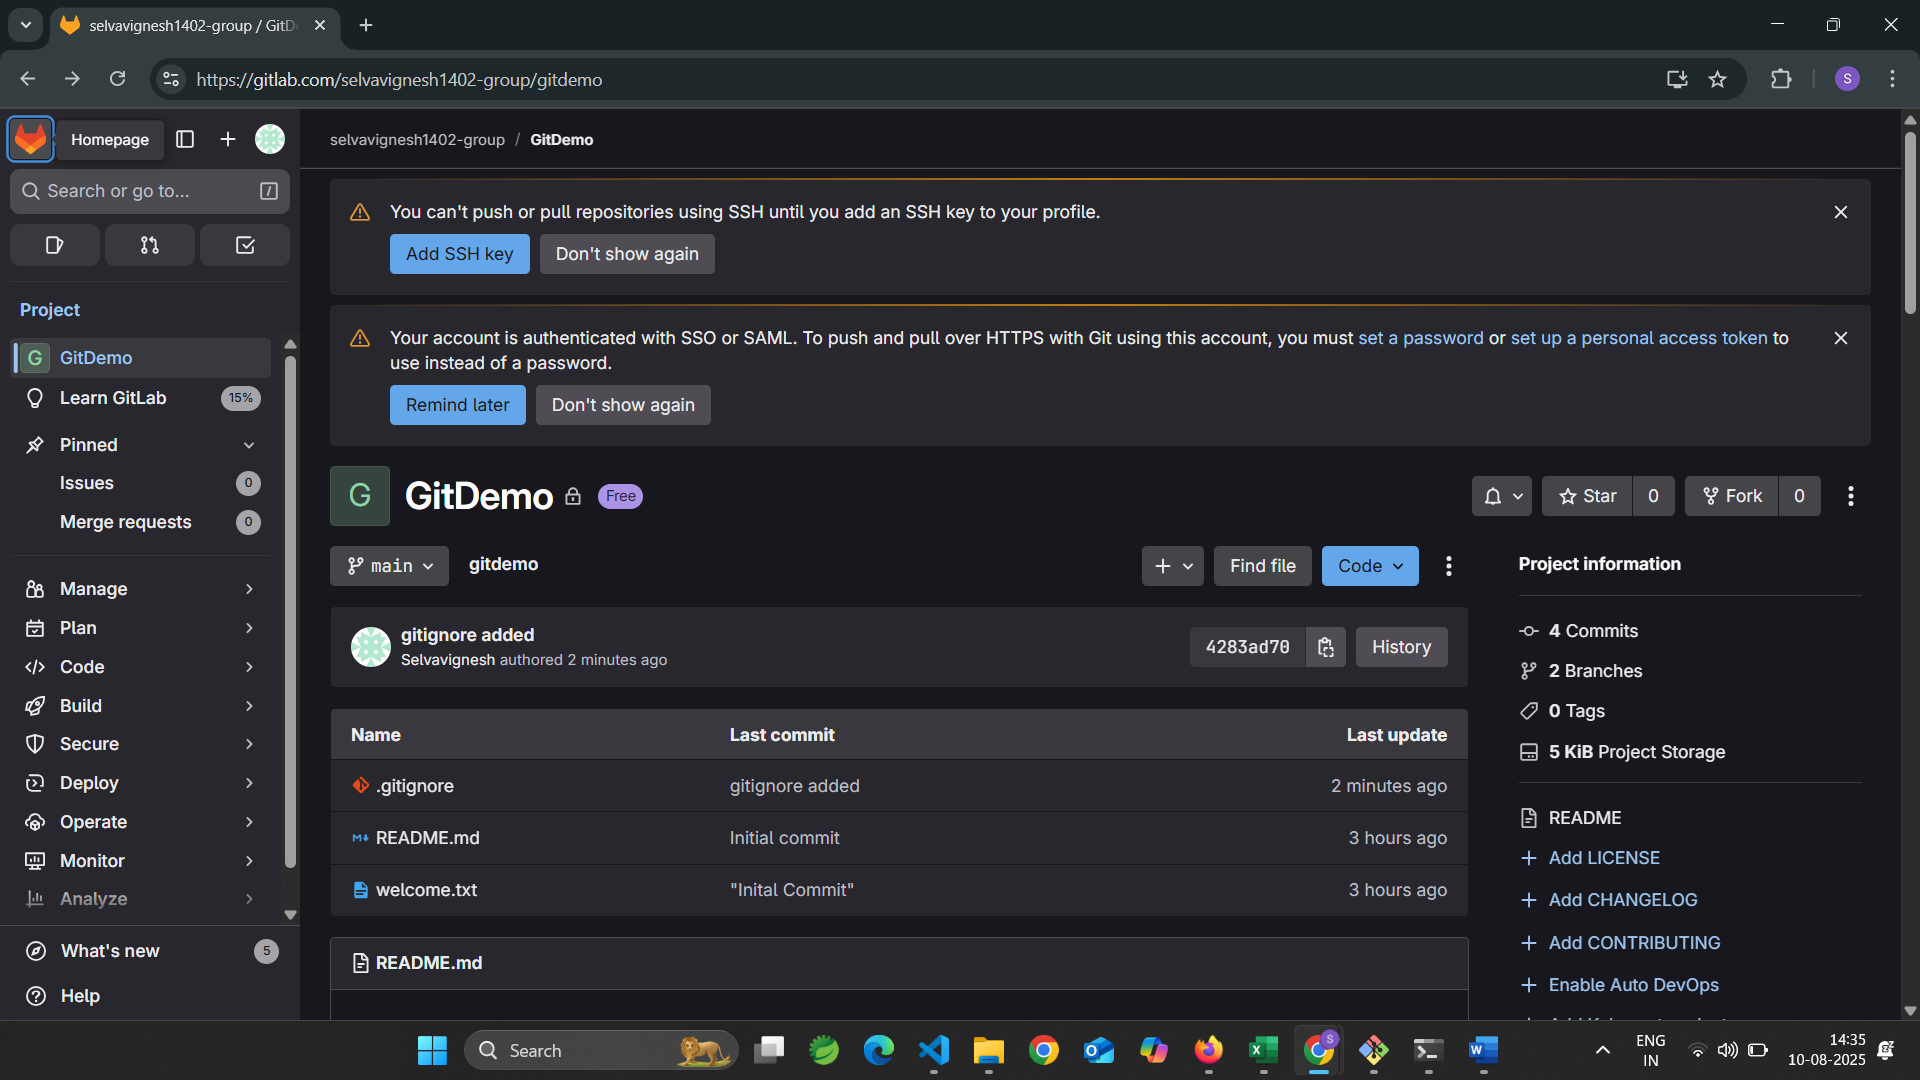 selvavignesh1402-group / GitD
https://gitlab.com/selvavignesh1402-group/gitdemo
S
Homepage
selvavignesh1402-group / GitDemo
Search or go to...
/
You can't push or pull repositories using SSH until you add an SSH key to your profile.
Add SSH key
Don't show again
Project
Your account is authenticated with SSO or SAML. To push and pull over HTTPS with Git using this account, you must set a password or set up a personal access token to
use instead of a password.
Remind later
Don't show again
G GitDemo
Learn GitLab 15%
Pinned
Issues 0
Merge requests 0
Manage
Plan
Code
Build
Secure
Deploy
Operate
Monitor
Analyze
What's new 5
Help
G GitDemo Free
Star 0 Fork 0
main gitdemo
Find file Code
gitignore added
Selvavignesh authored 2 minutes ago
4283ad70 History
Name Last commit Last update
.gitignore gitignore added 2 minutes ago
README.md Initial commit 3 hours ago
welcome.txt "Inital Commit" 3 hours ago
README.md
Project information
4 Commits
2 Branches
0 Tags
5 KiB Project Storage
README
Add LICENSE
Add CHANGELOG
Add CONTRIBUTING
Enable Auto DevOps
Search
S
ENG
IN
14:35
10-08-2025